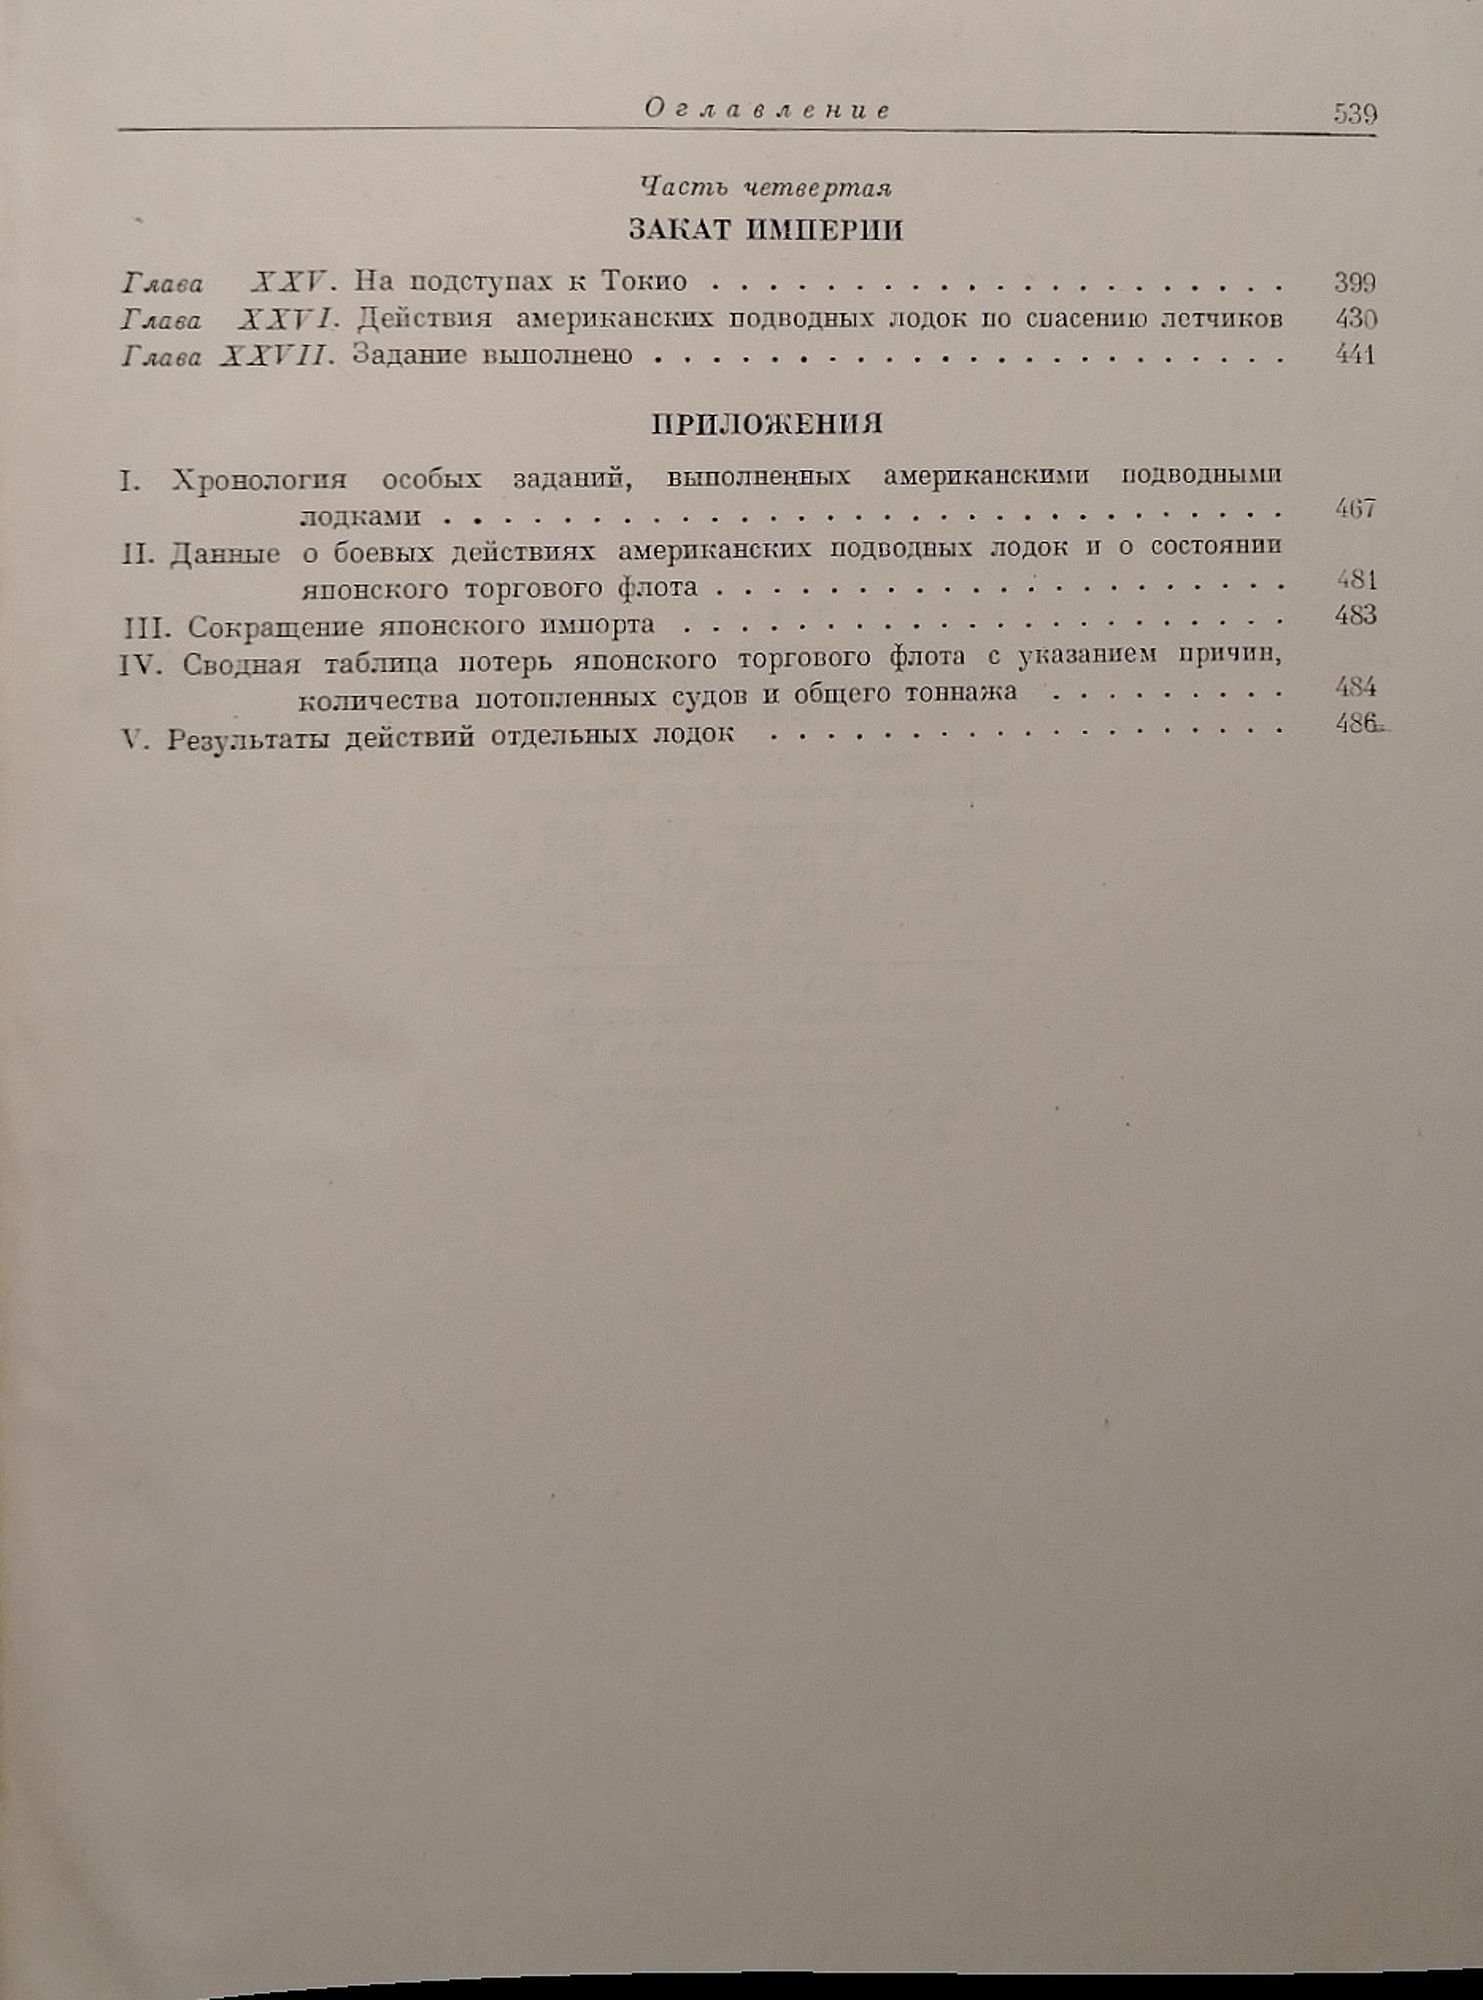 Оглавление 539
Часть четвертая
ЗАКАТ ИМПЕРИИ
Глава XXV. На подступах к Токио . . . . . . . . . . . . . . . . . . . . . 399
Глава XXVI. Действия американских подводных лодок по спасению летчиков 430
Глава XXVII. Задание выполнено . . . . . . . . . . . . . . . . . . . . . . . 441
ПРИЛОЖЕНИЯ
I. Хронология особых заданий, выполненных американскими подводными
лодками . . . . . . . . . . . . . . . . . . . . . . . . . . . . . . 467
II. Данные о боевых действиях американских подводных лодок и о состоянии
японского торгового флота . . . . . . . . . . . . . . . . . . . . 481
III. Сокращение японского импорта . . . . . . . . . . . . . . . . . . . . . . 483
IV. Сводная таблица потерь японского торгового флота с указанием причин,
количества потопленных судов и общего тоннажа . . . . . . . . . 484
V. Результаты действий отдельных лодок . . . . . . . . . . . . . . . . . . . 486